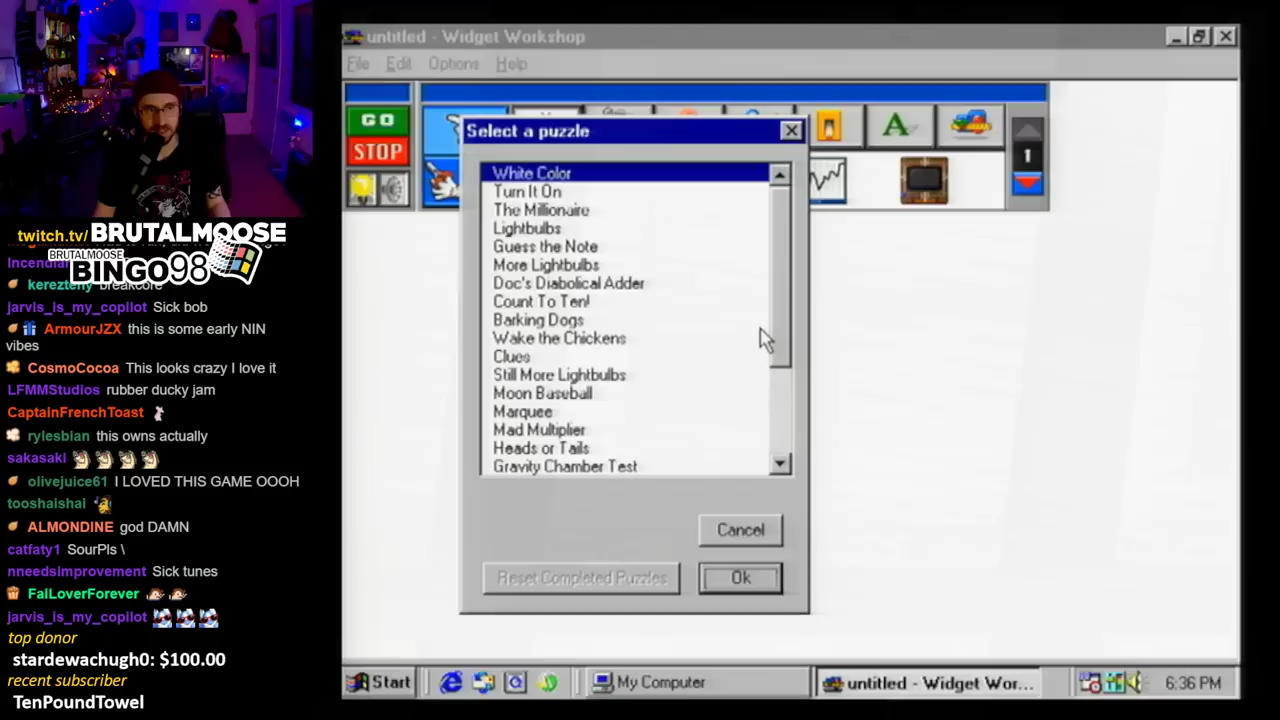 twitch.tv/BRUTALMOOSE
BRUTALMOOSE
BINGO98
Incendiar
kerezteny breakcore
jarvis_is_my_copilot Sick bob
ArmourJZX this is some early NIN
vibes
CosmoCocoa This looks crazy I love it
LFMMStudios rubber ducky jam
CaptainFrenchToast
rylesbian this owns actually
sakasaki
olivejuice61 I LOVED THIS GAME OOOH
tooshaishai
ALMONDINE god DAMN
catfaty1 SourPls \
nneedsimprovement Sick tunes
FalLoverForever
jarvis_is_my_copilot
top donor
stardewachugh0: $100.00
recent subscriber
TenPoundTowel
untitled - Widget Workshop
File Edit Options Help
GO
STOP
A
1
Select a puzzle
White Color
Turn It On
The Millionaire
Lightbulbs
Guess the Note
More Lightbulbs
Doc's Diabolical Adder
Count To Ten!
Barking Dogs
Wake the Chickens
Clues
Still More Lightbulbs
Moon Baseball
Marquee
Mad Multiplier
Heads or Tails
Gravity Chamber Test
Cancel
Reset Completed Puzzles
Ok
Start
My Computer
untitled - Widget Wor...
6:36 PM